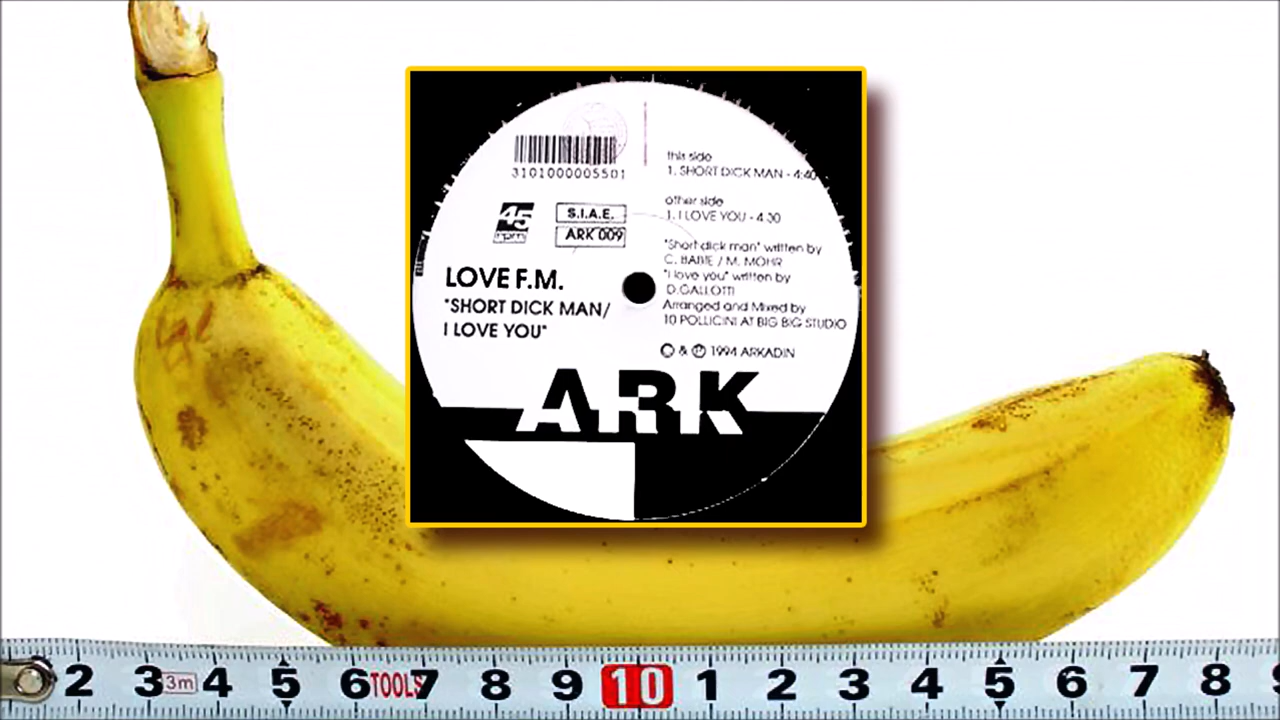 3101000005501
this side
1. SHORT DICK MAN - 4:40
other side
1. I LOVE YOU - 4:30
45
rpm
S.I.A.E.
ARK 009
"Short dick man" written by
C. BABIE / M. MOHR
"I love you" written by
D.GALLOTTI
Arranged and Mixed by
10 POLLICINI AT BIG BIG STUDIO
© & ℗ 1994 ARKADIN
LOVE F.M.
"SHORT DICK MAN/
I LOVE YOU"
ARK
2 3 3m 4 5 6 TOOLS 7 8 9 10 1 2 3 4 5 6 7 8